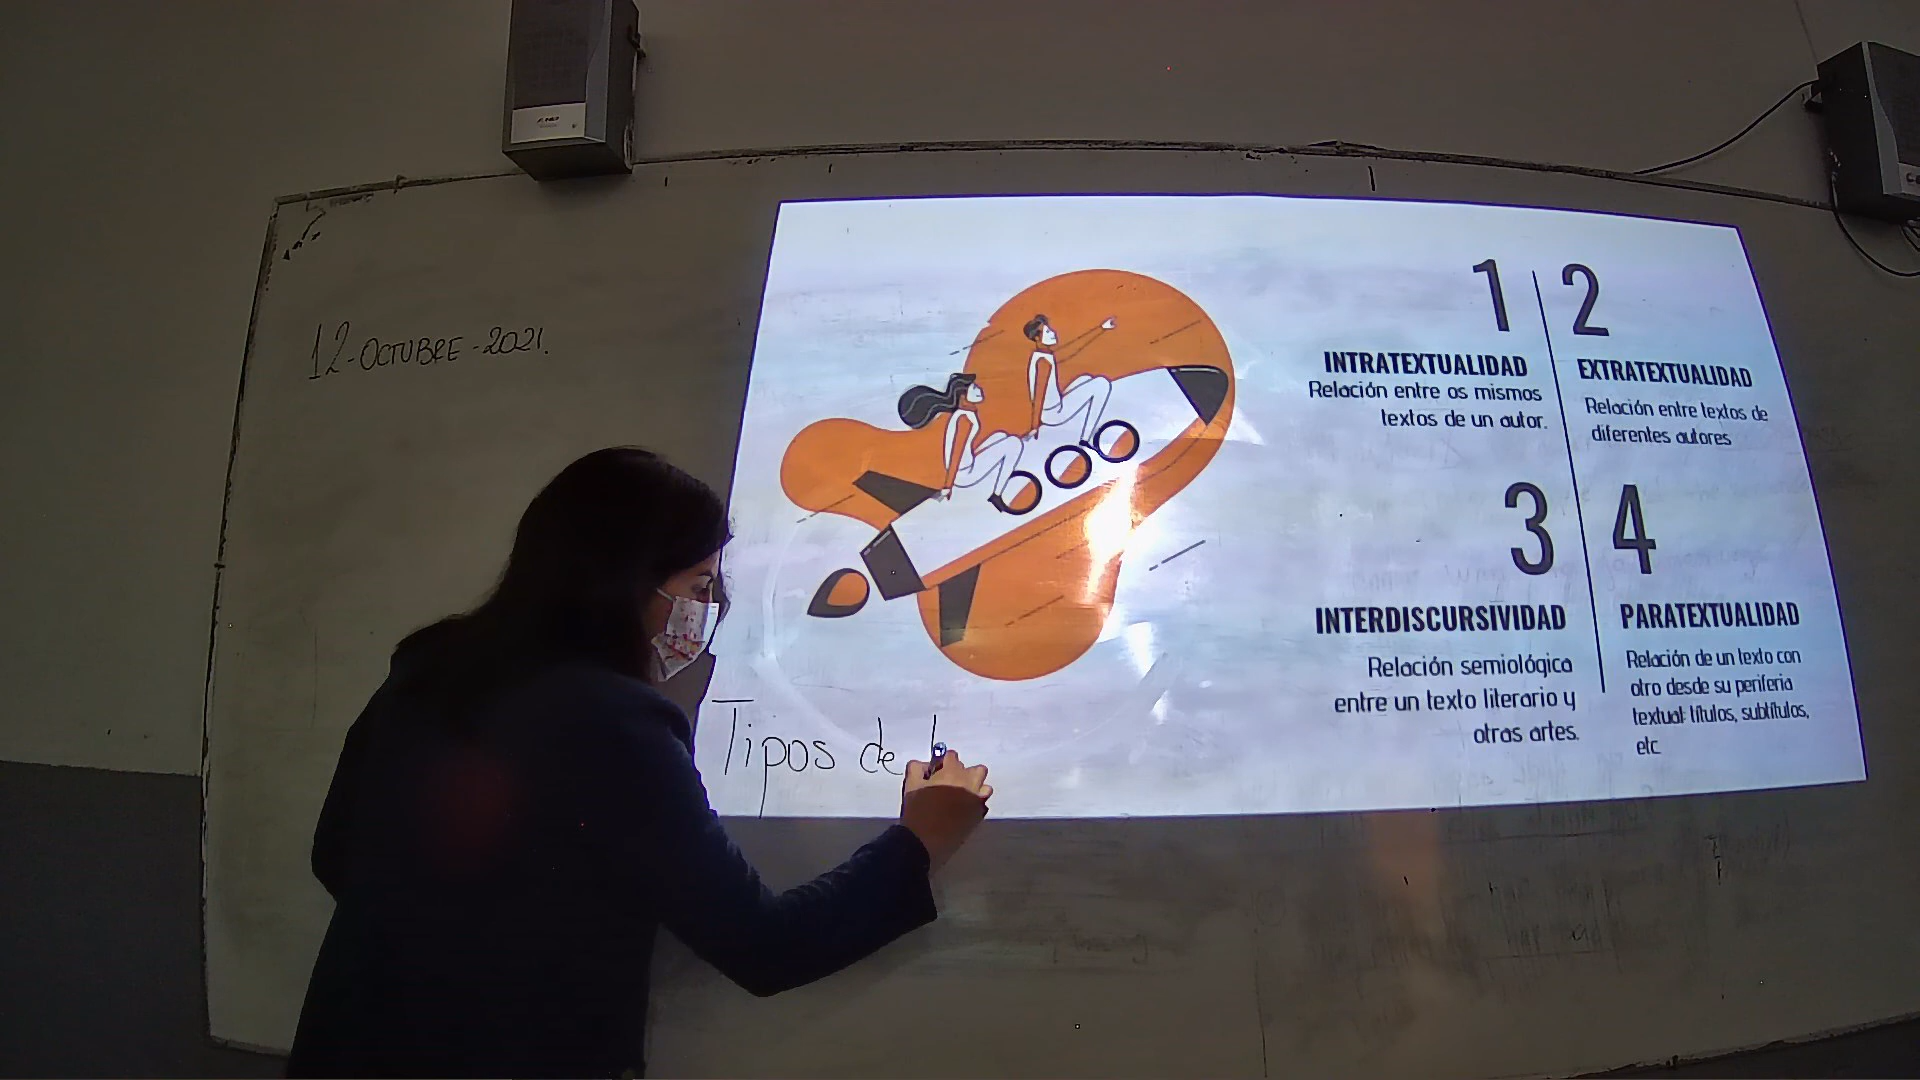 12-OCTUBRE-2021.
1
INTRATEXTUALIDAD
Relación entre os mismos
textos de un autor.
2
EXTRATEXTUALIDAD
Relación entre textos de
diferentes autores
3
INTERDISCURSIVIDAD
Relación semiológica
entre un texto literario y
otras artes.
4
PARATEXTUALIDAD
Relación de un texto con
otro desde su periferia
textual: títulos, subtítulos,
etc
Tipos de